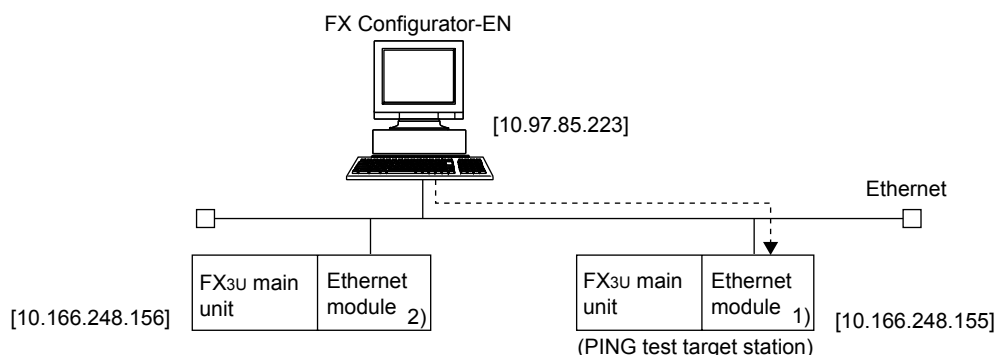 FX Configurator-EN
[10.97.85.223]
Ethernet
FX3U main unit
Ethernet module 2)
[10.166.248.156]
FX3U main unit
Ethernet module 1)
[10.166.248.155]
(PING test target station)